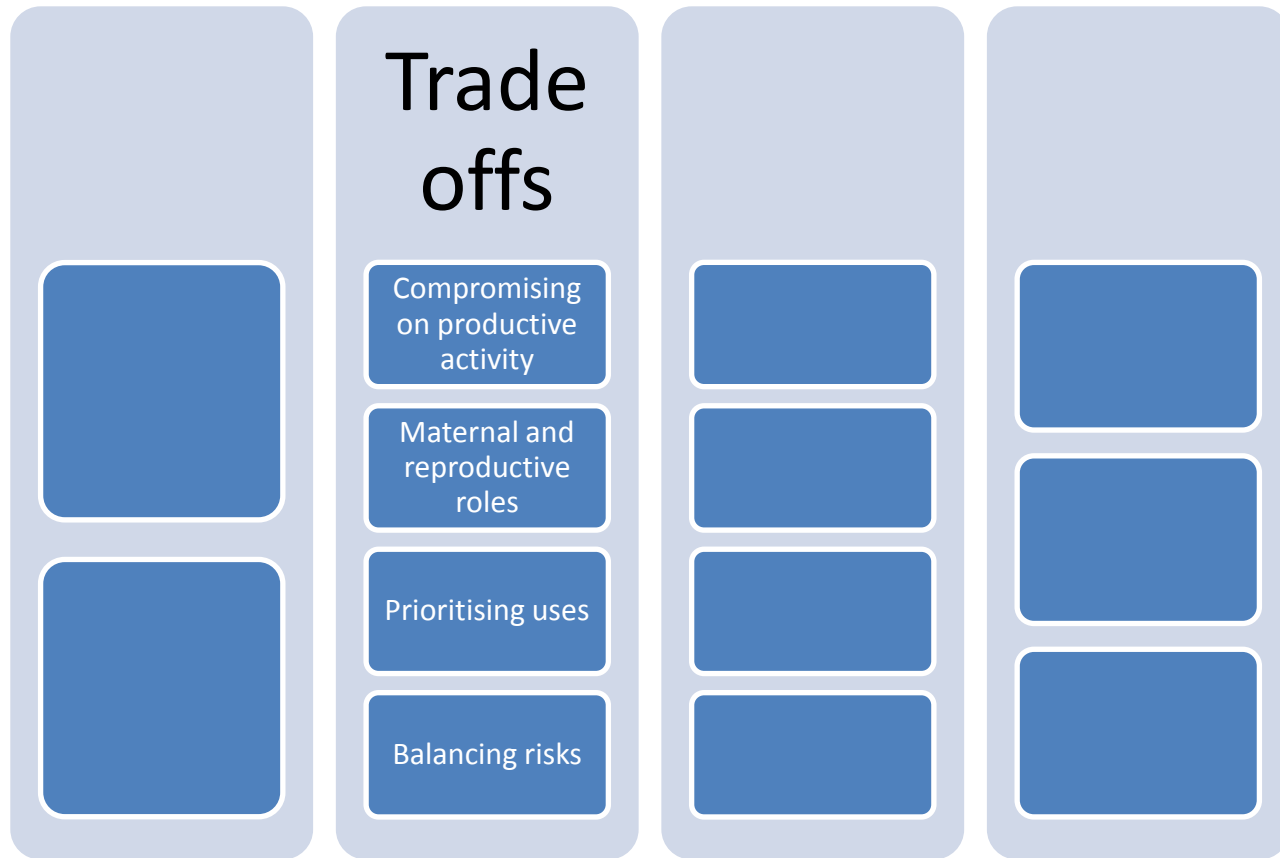 Trade
offs
Compromising
on productive
activity
Maternal and
reproductive
roles
Prioritising uses
Balancing risks